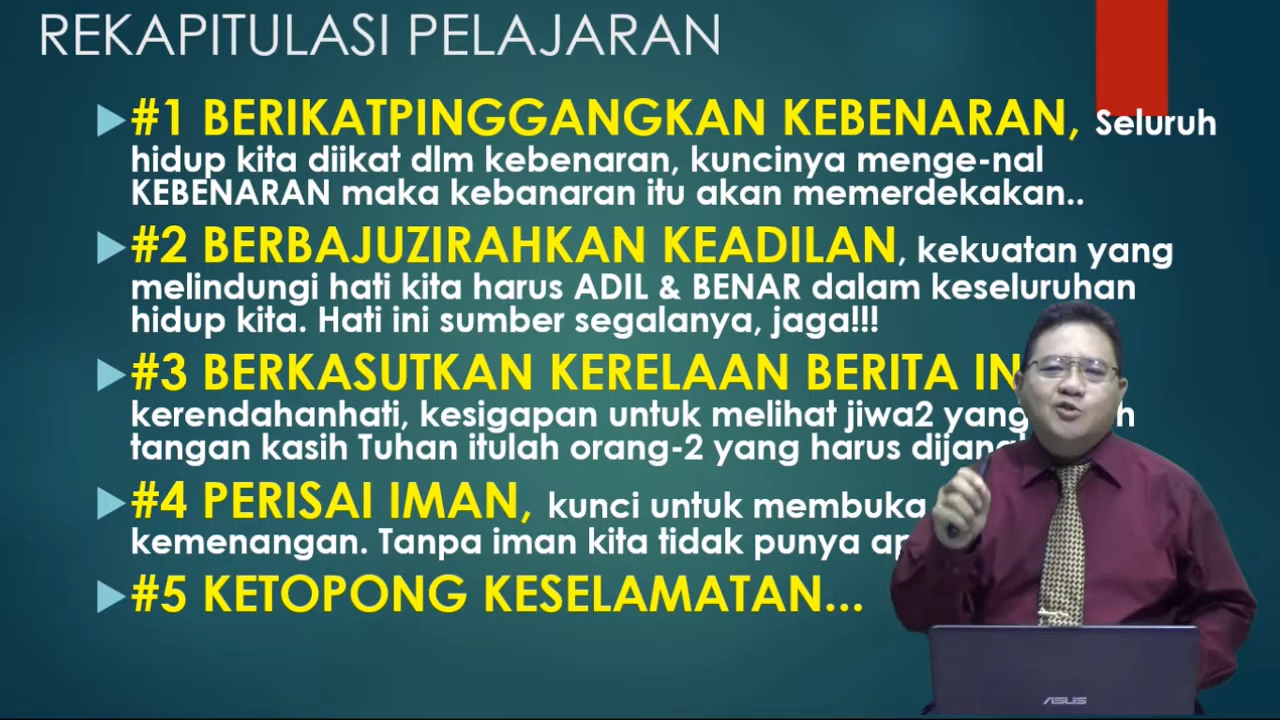 REKAPITULASI PELAJARAN
#1 BERIKATPINGGANGKAN KEBENARAN, Seluruh
hidup kita diikat dlm kebenaran, kuncinya menge-nal
KEBENARAN maka kebanaran itu akan memerdekakan..
#2 BERBAJUZIRAHKAN KEADILAN, kekuatan yang
melindungi hati kita harus ADIL & BENAR dalam keseluruhan
hidup kita. Hati ini sumber segalanya, jaga!!!
#3 BERKASUTKAN KERELAAN BERITA
kerendahanhati, kesigapan untuk melihat jiwa2 yang
tangan kasih Tuhan itulah orang-2 yang harus
#4 PERISAI IMAN, kunci untuk membuka
kemenangan. Tanpa iman kita tidak punya
#5 KETOPONG KESELAMATAN...
ASUS